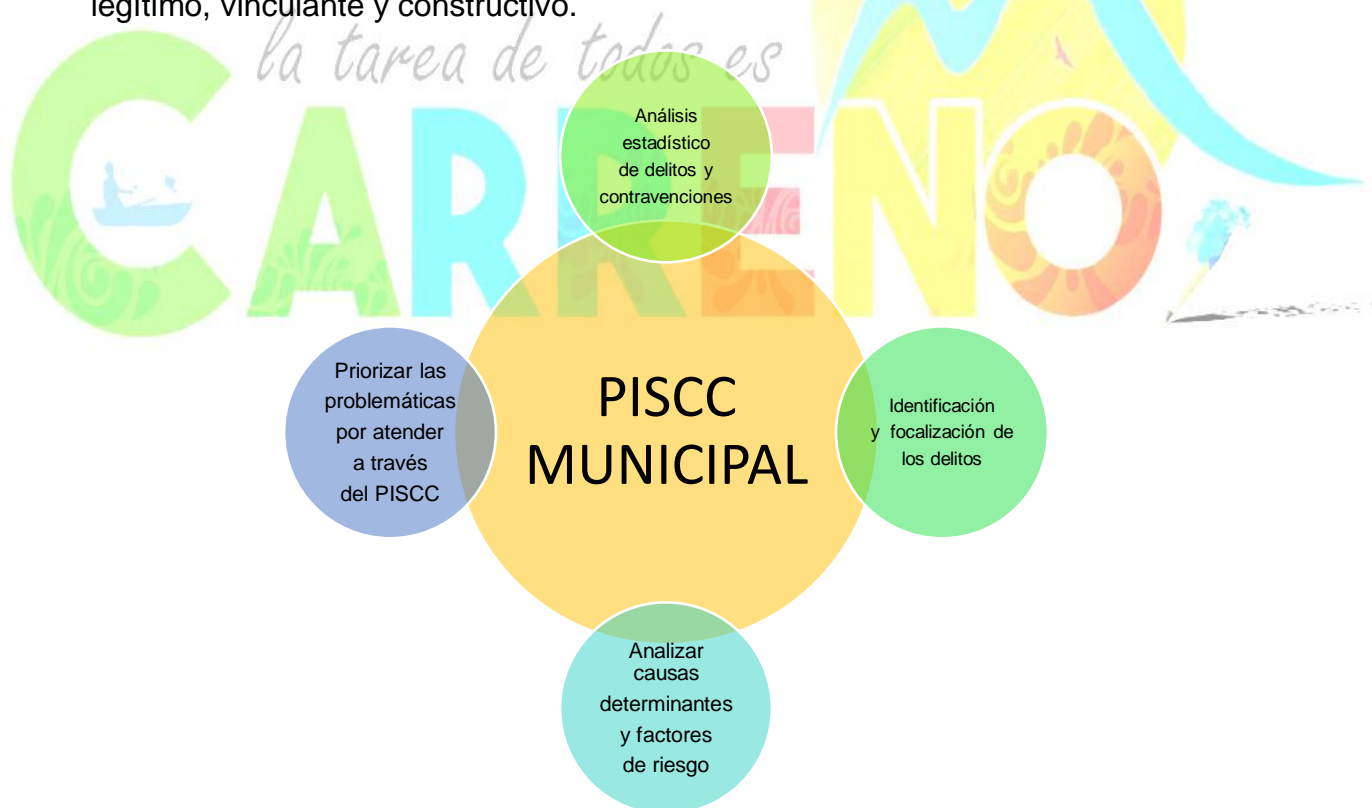 legítimo, vinculante y constructivo.
la tarea de todos es
CARREÑO
Análisis
estadístico
de delitos y
contravenciones
Priorizar las
problemáticas
por atender
a través
del PISCC
PISCC
MUNICIPAL
Identificación
y focalización de
los delitos
Analizar
causas
determinantes
y factores
de riesgo